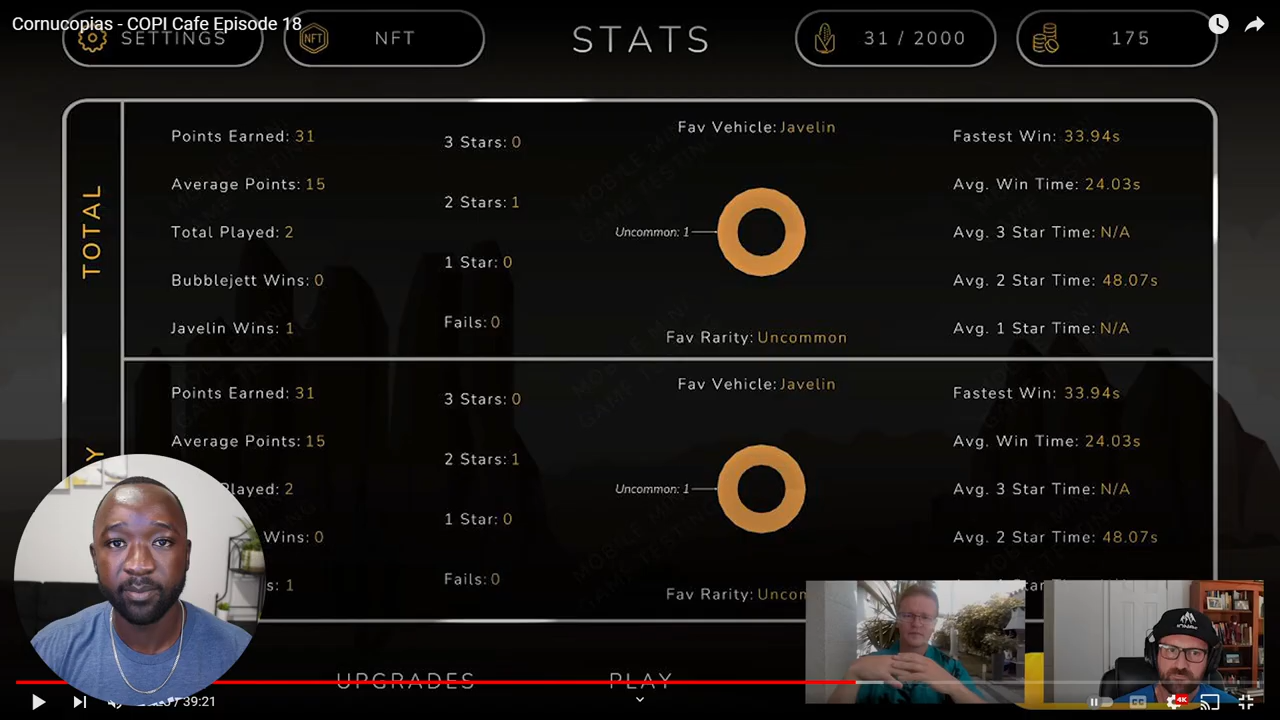 Cornucopias - COPI Cafe Episode 18
SETTINGS
NFT
NFT
STATS
31 / 2000
175
TOTAL
Points Earned: 31
Average Points: 15
Total Played: 2
Bubblejett Wins: 0
Javelin Wins: 1
3 Stars: 0
2 Stars: 1
1 Star: 0
Fails: 0
Fav Vehicle: Javelin
Uncommon: 1
Fav Rarity: Uncommon
Fastest Win: 33.94s
Avg. Win Time: 24.03s
Avg. 3 Star Time: N/A
Avg. 2 Star Time: 48.07s
Avg. 1 Star Time: N/A
Y
Points Earned: 31
Average Points: 15
Played: 2
Wins: 0
s: 1
3 Stars: 0
2 Stars: 1
1 Star: 0
Fails: 0
Fav Vehicle: Javelin
Uncommon: 1
Fav Rarity: Uncom
Fastest Win: 33.94s
Avg. Win Time: 24.03s
Avg. 3 Star Time: N/A
Avg. 2 Star Time: 48.07s
UPGRADES
PLAY
/ 39:21
CC
4K